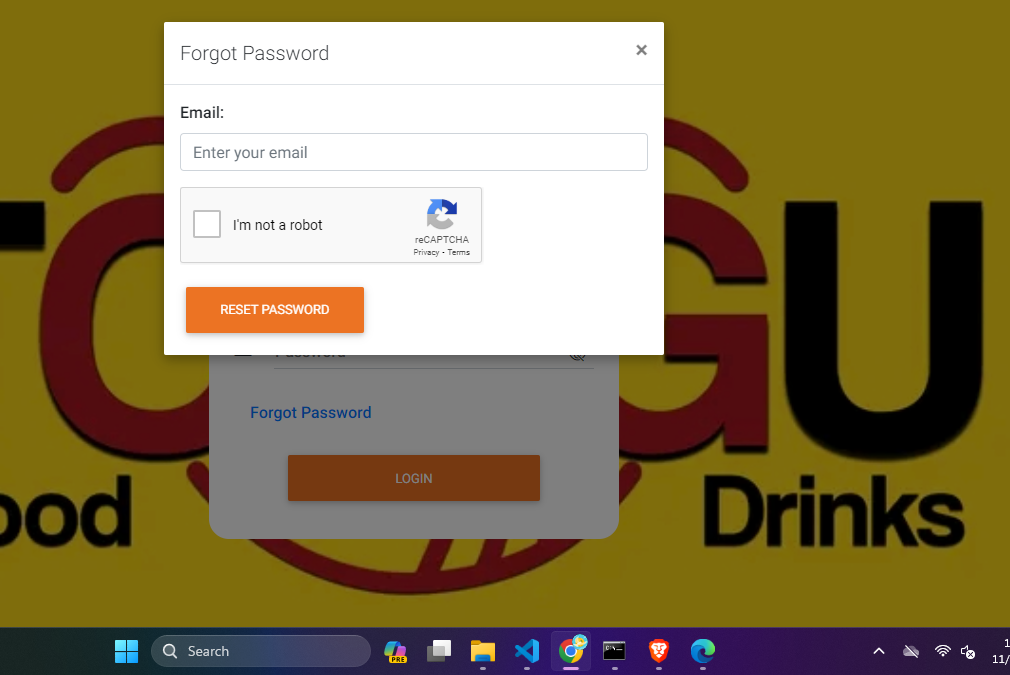 Forgot Password
×
Email:
Enter your email
I'm not a robot
reCAPTCHA
Privacy - Terms
RESET PASSWORD
Password
Forgot Password
LOGIN
GU
ood
Drinks
Search
PRE
11/